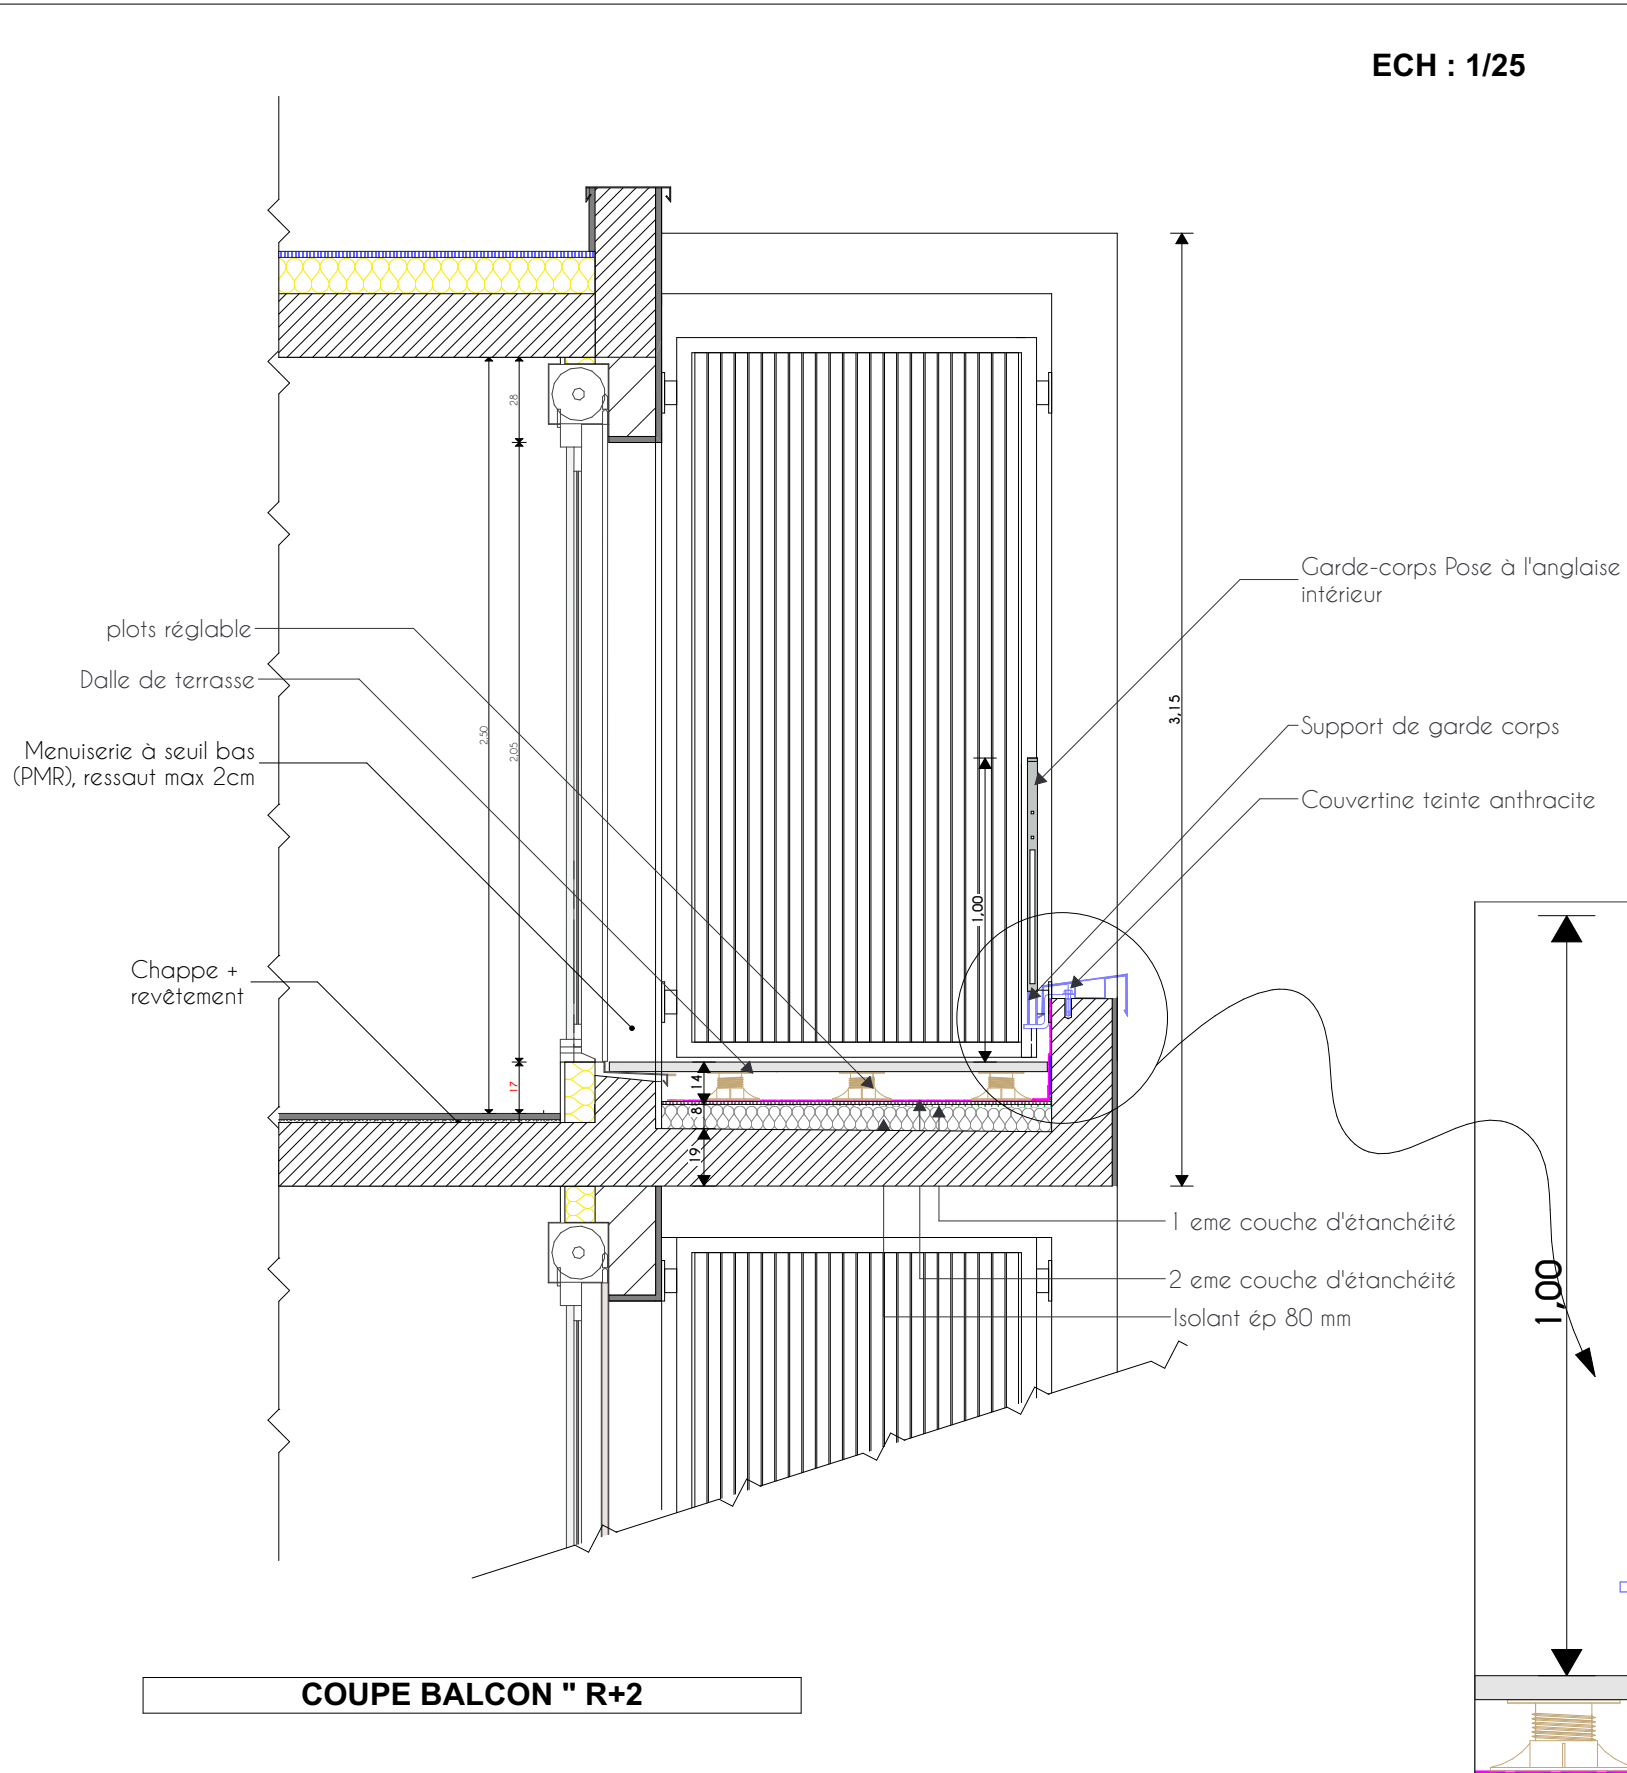 ECH : 1/25
28
2,50
2,05
17
3,15
1,00
14
8
19
plots réglable
Dalle de terrasse
Menuiserie à seuil bas
(PMR), ressaut max 2cm
Chappe +
revêtement
Garde-corps Pose à l'anglaise
intérieur
Support de garde corps
Couvertine teinte anthracite
1 eme couche d'étanchéité
2 eme couche d'étanchéité
Isolant ép 80 mm
1,00
COUPE BALCON " R+2